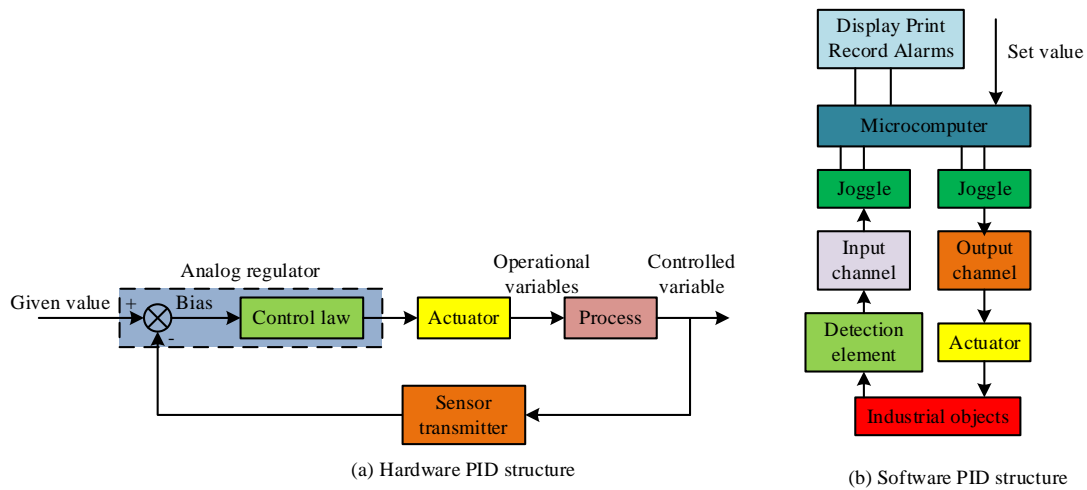 Analog regulator
Given value
+
-
Bias
Control law
Actuator
Operational
variables
Process
Controlled
variable
Sensor
transmitter
(a) Hardware PID structure
Display Print
Record Alarms
Set value
Microcomputer
Joggle
Joggle
Input
channel
Output
channel
Detection
element
Actuator
Industrial objects
(b) Software PID structure